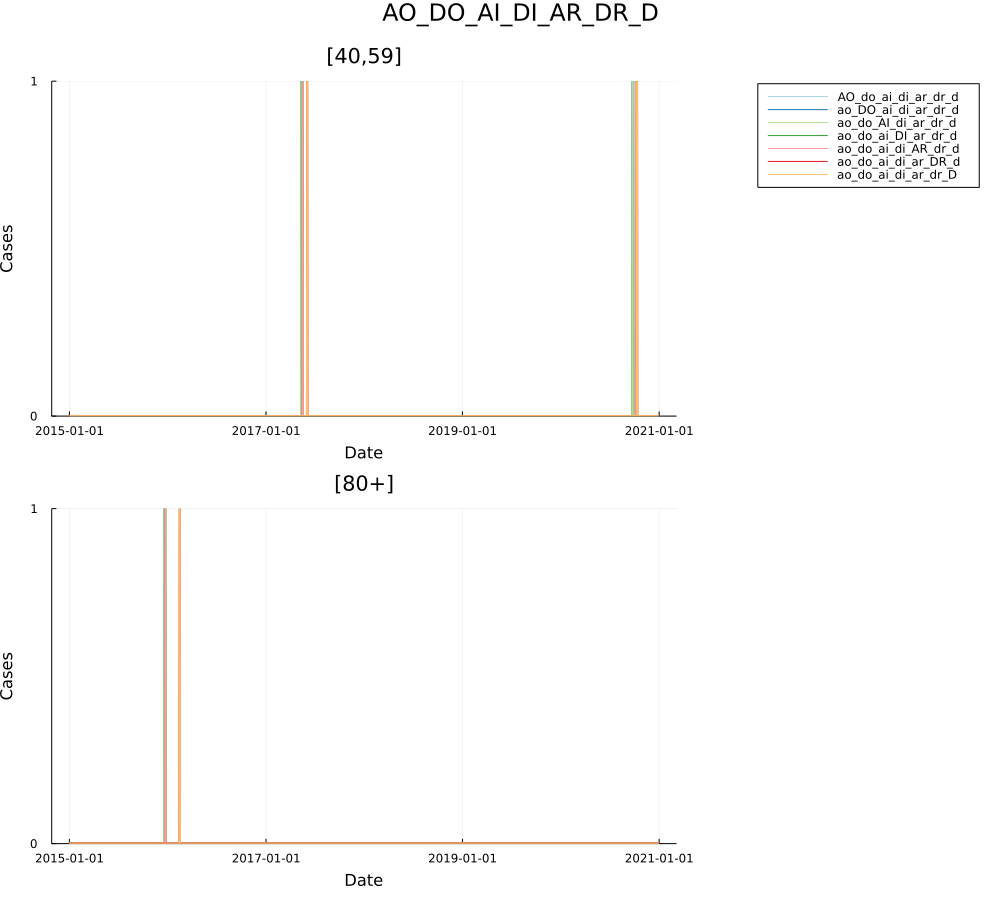 AO_DO_AI_DI_AR_DR_D
[40,59]
1
Cases
0
2015-01-01 2017-01-01 2019-01-01 2021-01-01
Date
AO_do_ai_di_ar_dr_d
ao_DO_ai_di_ar_dr_d
ao_do_AI_di_ar_dr_d
ao_do_ai_DI_ar_dr_d
ao_do_ai_di_AR_dr_d
ao_do_ai_di_ar_DR_d
ao_do_ai_di_ar_dr_D
[80+]
1
Cases
0
2015-01-01 2017-01-01 2019-01-01 2021-01-01
Date